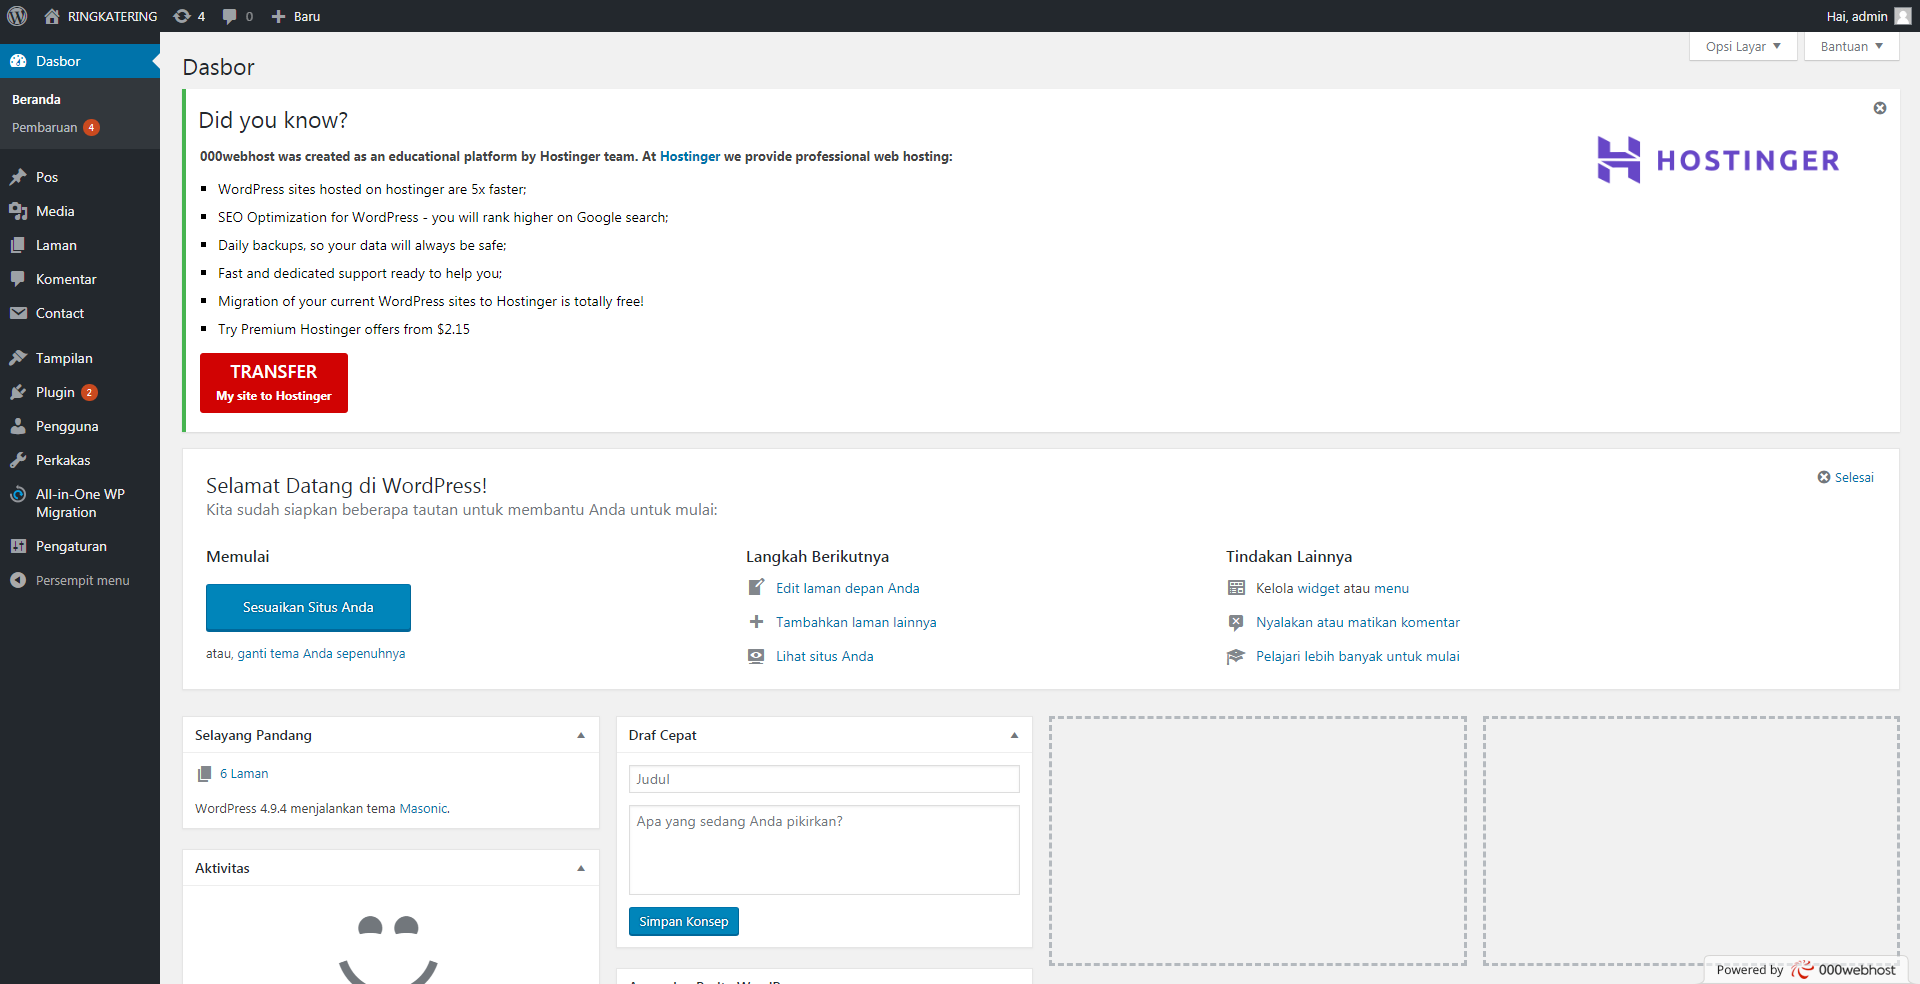 RINGKATERING
4
0
Baru
Hai, admin
Dasbor
Beranda
Pembaruan 4
Pos
Media
Laman
Komentar
Contact
Tampilan
Plugin 2
Pengguna
Perkakas
All-in-One WP
Migration
Pengaturan
Persempit menu
Opsi Layar
Bantuan
Dasbor
Did you know?
000webhost was created as an educational platform by Hostinger team. At Hostinger we provide professional web hosting:
WordPress sites hosted on hostinger are 5x faster;
SEO Optimization for WordPress - you will rank higher on Google search;
Daily backups, so your data will always be safe;
Fast and dedicated support ready to help you;
Migration of your current WordPress sites to Hostinger is totally free!
Try Premium Hostinger offers from $2.15
TRANSFER
My site to Hostinger
HOSTINGER
Selamat Datang di WordPress!
Kita sudah siapkan beberapa tautan untuk membantu Anda untuk mulai:
Selesai
Memulai
Sesuaikan Situs Anda
atau, ganti tema Anda sepenuhnya
Langkah Berikutnya
Edit laman depan Anda
Tambahkan laman lainnya
Lihat situs Anda
Tindakan Lainnya
Kelola widget atau menu
Nyalakan atau matikan komentar
Pelajari lebih banyak untuk mulai
Selayang Pandang
6 Laman
WordPress 4.9.4 menjalankan tema Masonic.
Aktivitas
Draf Cepat
Judul
Apa yang sedang Anda pikirkan?
Simpan Konsep
Powered by 000webhost